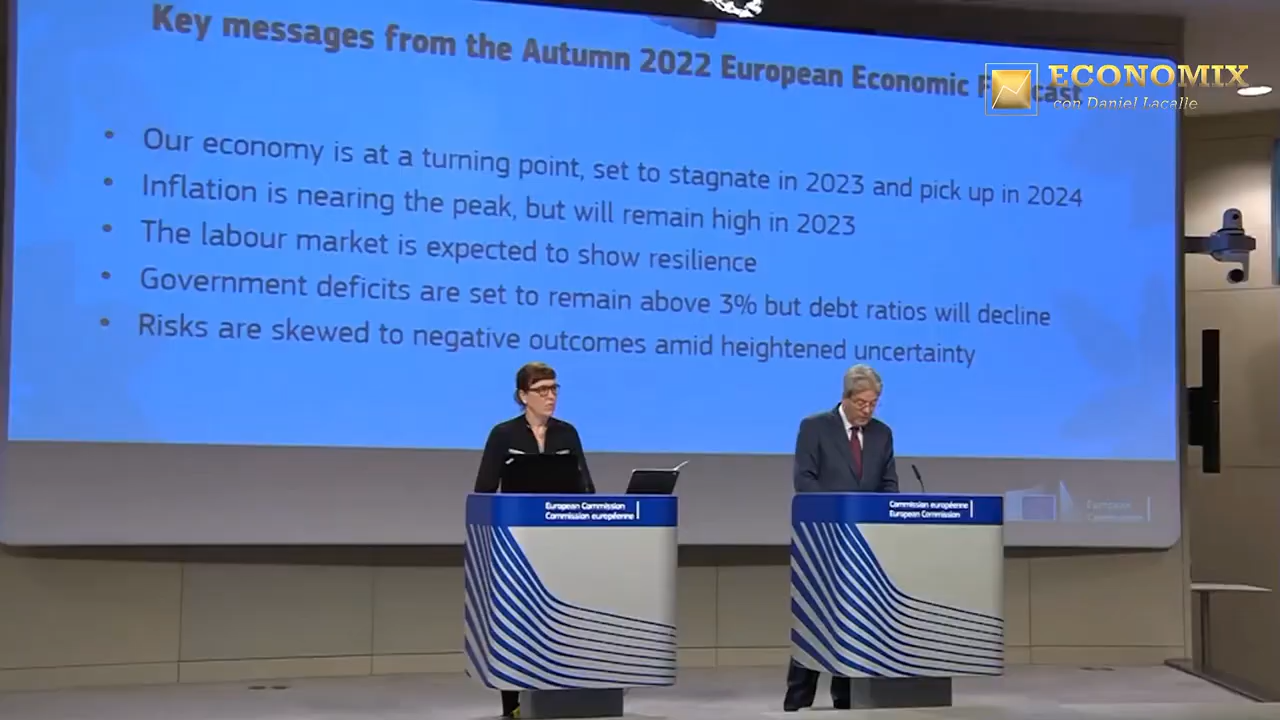 Key messages from the Autumn 2022 European Economic
ECONOMIX
con Daniel Lacalle
• Our economy is at a turning point, set to stagnate in 2023 and pick up in 2024
• Inflation is nearing the peak, but will remain high in 2023
• The labour market is expected to show resilience
• Government deficits are set to remain above 3% but debt ratios will decline
• Risks are skewed to negative outcomes amid heightened uncertainty
European Commission
Commission européenne
Commission européenne
European Commission
European
Commission